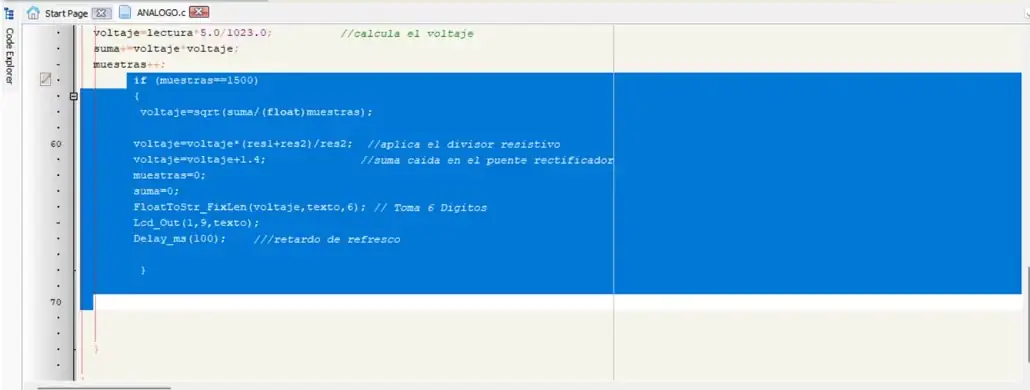 Start Page
ANALOGO.c
Code Explorer
voltaje=lectura*5.0/1023.0; //calcula el voltaje
suma+=voltaje*voltaje;
muestras++;
if (muestras==1500)
{
voltaje=sqrt(suma/(float)muestras);
60 voltaje=voltaje*(res1+res2)/res2; //aplica el divisor resistivo
voltaje=voltaje+1.4; //suma caida en el puente rectificador
muestras=0;
suma=0;
FloatToStr_FixLen(voltaje,texto,6); // Toma 6 Digitos
Lcd_Out(1,9,texto);
Delay_ms(100); ///retardo de refresco
}
70
}